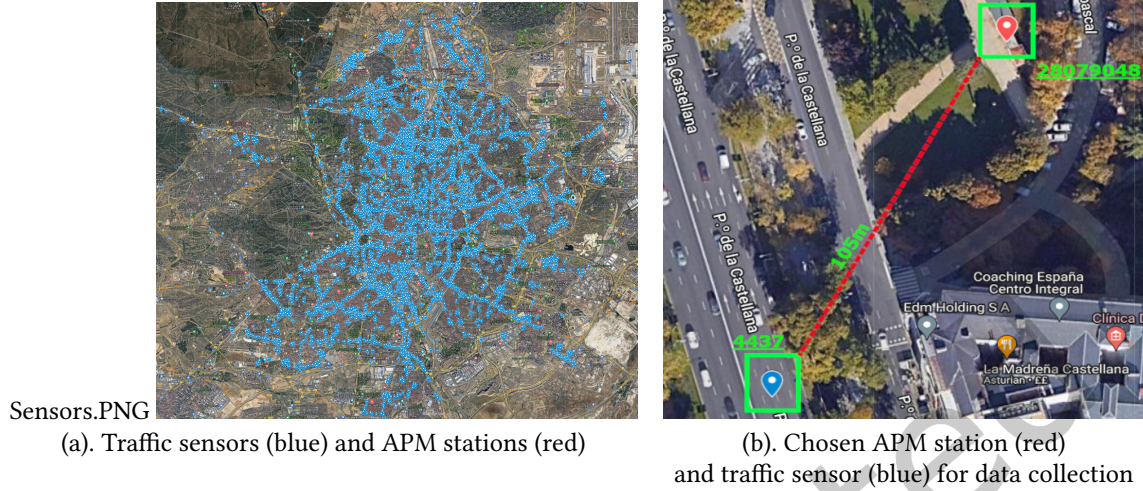 Sensors.PNG
(a). Traffic sensors (blue) and APM stations (red)
P.º de la Castellana
P.º de la Castellana
pascal
28079048
P.º de la Castellana
105m
Coaching España
Centro Integral
Edm Holding S A
Clínica D
4437
La Madreña Castellana
Asturian · ££
P.º
(b). Chosen APM station (red)
and traffic sensor (blue) for data collection